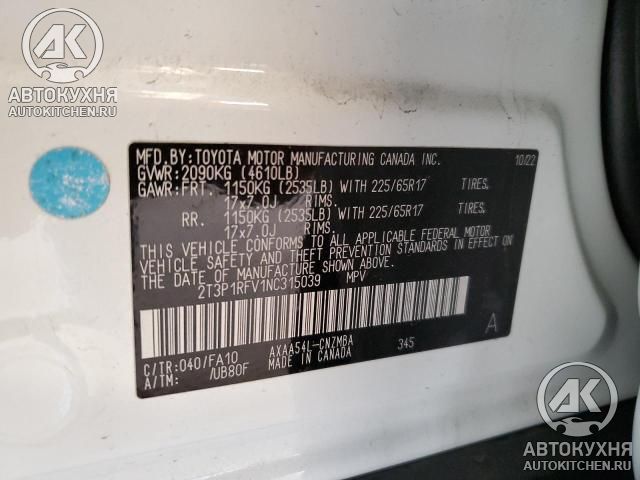 AK
АВТОКУХНЯ
AUTOKITCHEN.RU
MFD.BY:TOYOTA MOTOR MANUFACTURING CANADA INC. 10/22
GVWR:2090KG (4610LB)
GAWR:FRT. 1150KG (2535LB) WITH 225/65R17 TIRES.
17x7.0J RIMS.
RR. 1150KG (2535LB) WITH 225/65R17 TIRES.
17x7.0J RIMS.
THIS VEHICLE CONFORMS TO ALL APPLICABLE FEDERAL MOTOR
VEHICLE SAFETY AND THEFT PREVENTION STANDARDS IN EFFECT ON
THE DATE OF MANUFACTURE SHOWN ABOVE.
2T3P1RFV1NC315039 MPV
A
C/TR:040/FA10 AXAA54L-CNZMBA 345
A/TM: /UB80F MADE IN CANADA
AK
АВТОКУХНЯ
AUTOKITCHEN.RU